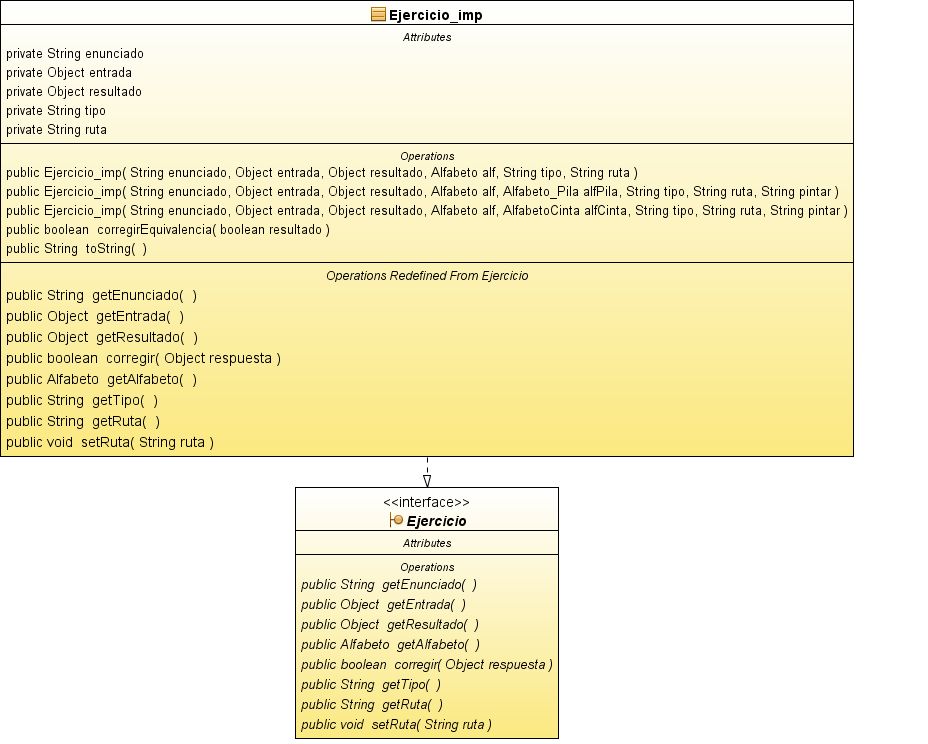 Ejercicio_imp
Attributes
private String enunciado
private Object entrada
private Object resultado
private String tipo
private String ruta
Operations
public Ejercicio_imp( String enunciado, Object entrada, Object resultado, Alfabeto alf, String tipo, String ruta )
public Ejercicio_imp( String enunciado, Object entrada, Object resultado, Alfabeto alf, Alfabeto_Pila alfPila, String tipo, String ruta, String pintar )
public Ejercicio_imp( String enunciado, Object entrada, Object resultado, Alfabeto alf, AlfabetoCinta alfCinta, String tipo, String ruta, String pintar )
public boolean corregirEquivalencia( boolean resultado )
public String toString( )
Operations Redefined From Ejercicio
public String getEnunciado( )
public Object getEntrada( )
public Object getResultado( )
public boolean corregir( Object respuesta )
public Alfabeto getAlfabeto( )
public String getTipo( )
public String getRuta( )
public void setRuta( String ruta )
<<interface>>
Ejercicio
Attributes
Operations
public String getEnunciado( )
public Object getEntrada( )
public Object getResultado( )
public Alfabeto getAlfabeto( )
public boolean corregir( Object respuesta )
public String getTipo( )
public String getRuta( )
public void setRuta( String ruta )